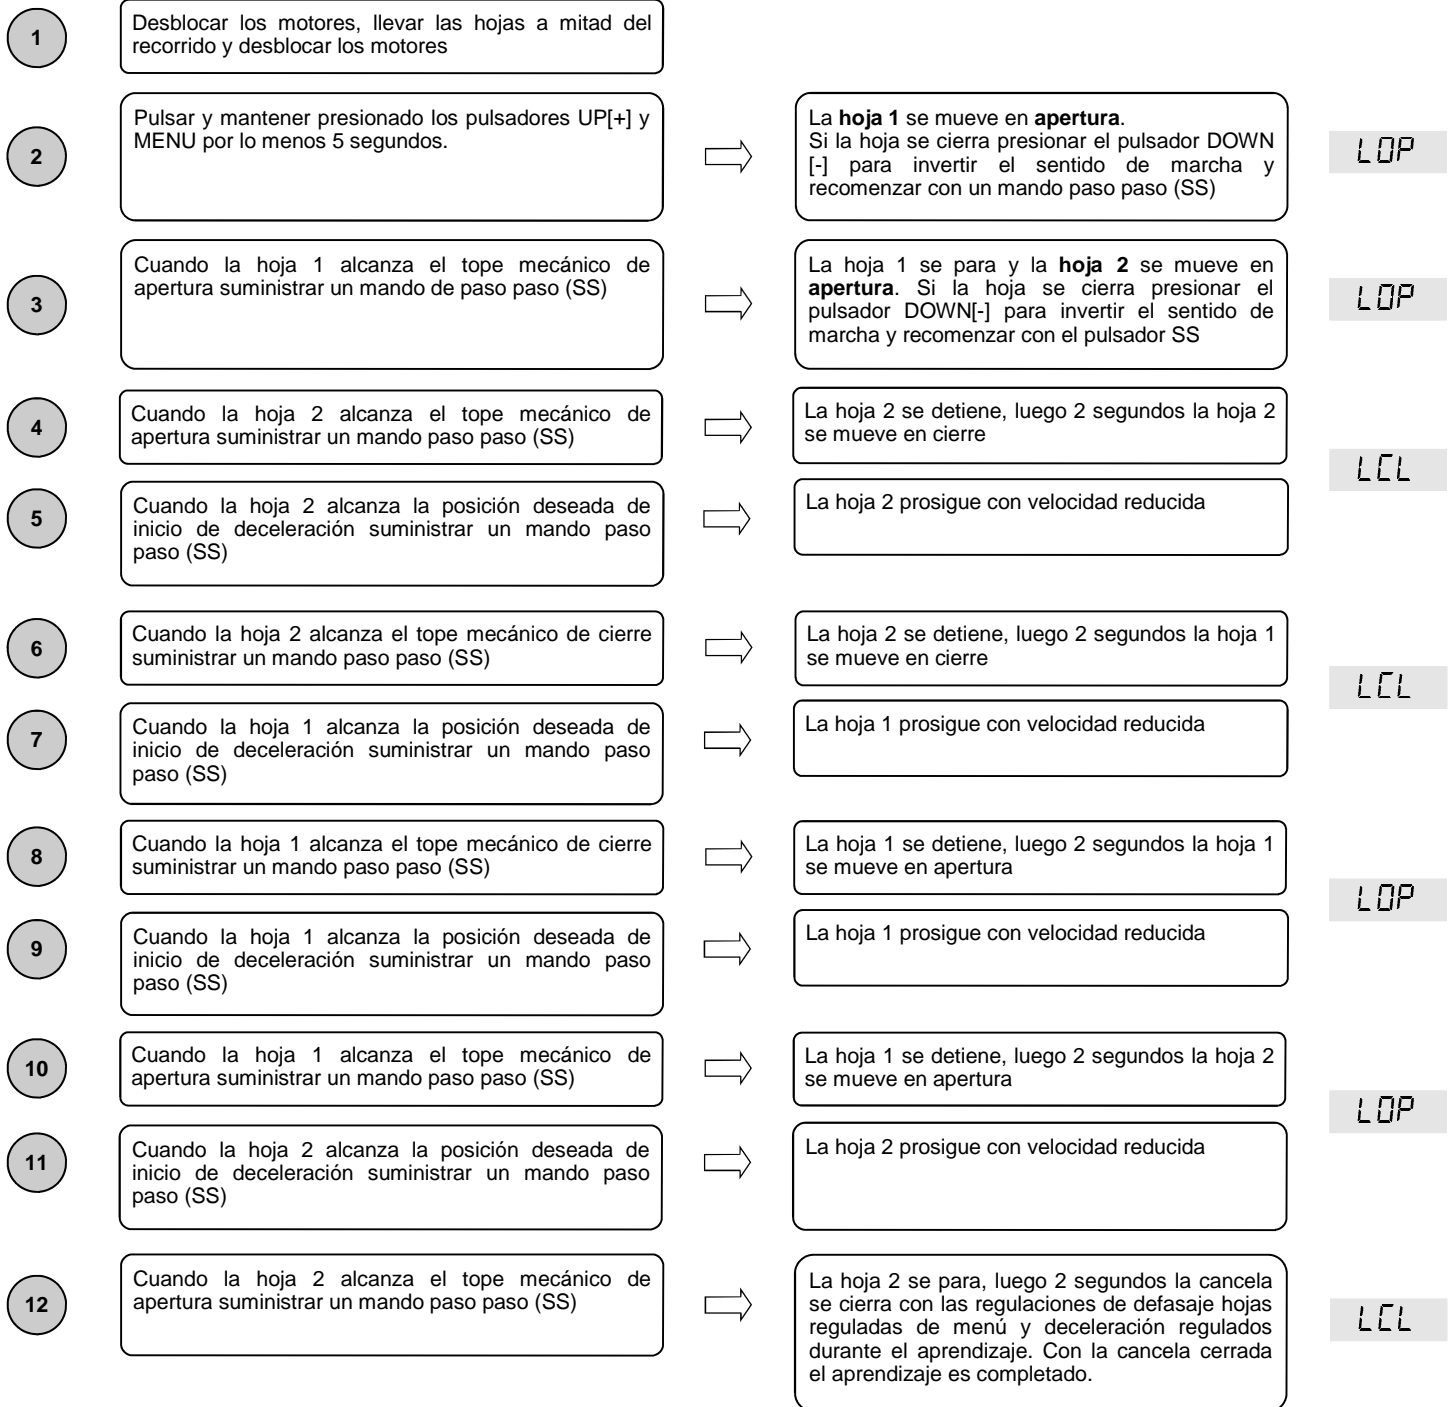 1
Desblocar los motores, llevar las hojas a mitad del
recorrido y desblocar los motores
2
Pulsar y mantener presionado los pulsadores UP[+] y
MENU por lo menos 5 segundos.
La hoja 1 se mueve en apertura.
Si la hoja se cierra presionar el pulsador DOWN
[-] para invertir el sentido de marcha y
recomenzar con un mando paso paso (SS)
LOP
3
Cuando la hoja 1 alcanza el tope mecánico de
apertura suministrar un mando de paso paso (SS)
La hoja 1 se para y la hoja 2 se mueve en
apertura. Si la hoja se cierra presionar el
pulsador DOWN[-] para invertir el sentido de
marcha y recomenzar con el pulsador SS
LOP
4
Cuando la hoja 2 alcanza el tope mecánico de
apertura suministrar un mando paso paso (SS)
La hoja 2 se detiene, luego 2 segundos la hoja 2
se mueve en cierre
LCL
5
Cuando la hoja 2 alcanza la posición deseada de
inicio de deceleración suministrar un mando paso
paso (SS)
La hoja 2 prosigue con velocidad reducida
6
Cuando la hoja 2 alcanza el tope mecánico de cierre
suministrar un mando paso paso (SS)
La hoja 2 se detiene, luego 2 segundos la hoja 1
se mueve en cierre
LCL
7
Cuando la hoja 1 alcanza la posición deseada de
inicio de deceleración suministrar un mando paso
paso (SS)
La hoja 1 prosigue con velocidad reducida
8
Cuando la hoja 1 alcanza el tope mecánico de cierre
suministrar un mando paso paso (SS)
La hoja 1 se detiene, luego 2 segundos la hoja 1
se mueve en apertura
LOP
9
Cuando la hoja 1 alcanza la posición deseada de
inicio de deceleración suministrar un mando paso
paso (SS)
La hoja 1 prosigue con velocidad reducida
10
Cuando la hoja 1 alcanza el tope mecánico de
apertura suministrar un mando paso paso (SS)
La hoja 1 se detiene, luego 2 segundos la hoja 2
se mueve en apertura
LOP
11
Cuando la hoja 2 alcanza la posición deseada de
inicio de deceleración suministrar un mando paso
paso (SS)
La hoja 2 prosigue con velocidad reducida
12
Cuando la hoja 2 alcanza el tope mecánico de
apertura suministrar un mando paso paso (SS)
La hoja 2 se para, luego 2 segundos la cancela
se cierra con las regulaciones de defasaje hojas
reguladas de menú y deceleración regulados
durante el aprendizaje. Con la cancela cerrada
el aprendizaje es completado.
LCL